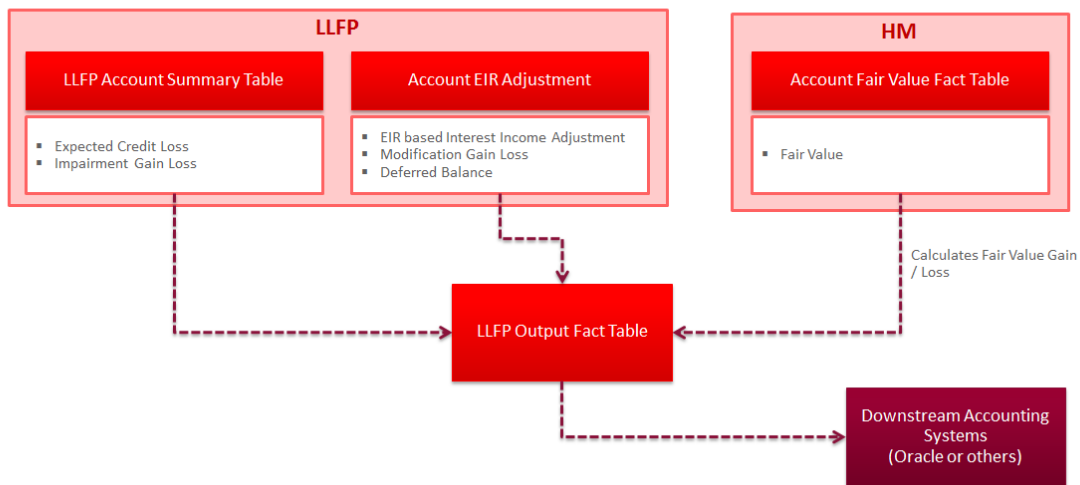 LLFP
LLFP Account Summary Table
Expected Credit Loss
Impairment Gain Loss
Account EIR Adjustment
EIR based Interest Income Adjustment
Modification Gain Loss
Deferred Balance
HM
Account Fair Value Fact Table
Fair Value
Calculates Fair Value Gain
/ Loss
LLFP Output Fact Table
Downstream Accounting
Systems
(Oracle or others)